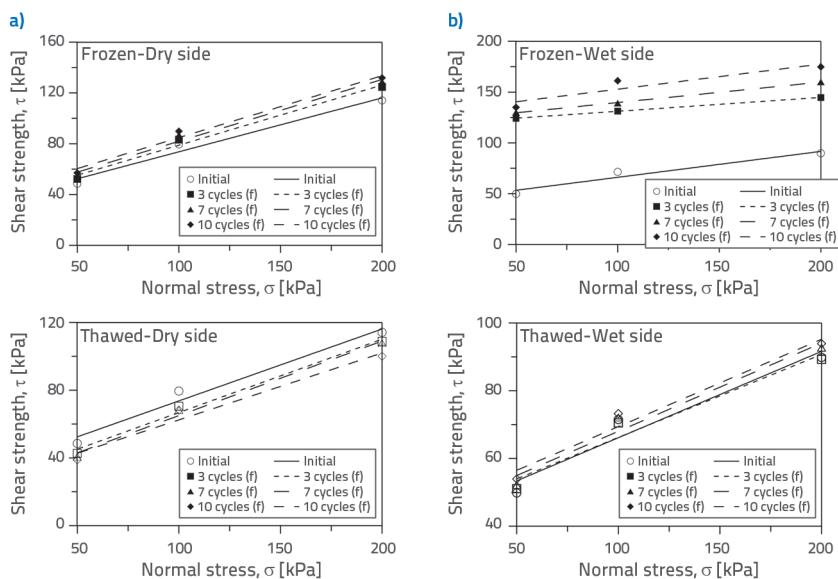 a)
Frozen-Dry side
Shear strength, τ [kPa]
160
120
80
40
0
Initial Initial
3 cycles (f) 3 cycles (f)
7 cycles (f) 7 cycles (f)
10 cycles (f) 10 cycles (f)
50 100 150 200
Normal stress, σ [kPa]
b)
Frozen-Wet side
Shear strength, τ [kPa]
200
175
150
100
50
0
Initial Initial
3 cycles (f) 3 cycles (f)
7 cycles (f) 7 cycles (f)
10 cycles (f) 10 cycles (f)
50 100 150 200
Normal stress, σ [kPa]
Thawed-Dry side
Shear strength, τ [kPa]
120
80
40
0
Initial Initial
3 cycles (f) 3 cycles (f)
7 cycles (f) 7 cycles (f)
10 cycles (f) 10 cycles (f)
50 100 150 200
Normal stress, σ [kPa]
Thawed-Wet side
Shear strength, τ [kPa]
100
80
60
40
Initial Initial
3 cycles (f) 3 cycles (f)
7 cycles (f) 7 cycles (f)
10 cycles (f) 10 cycles (f)
50 100 150 200
Normal stress, σ [kPa]